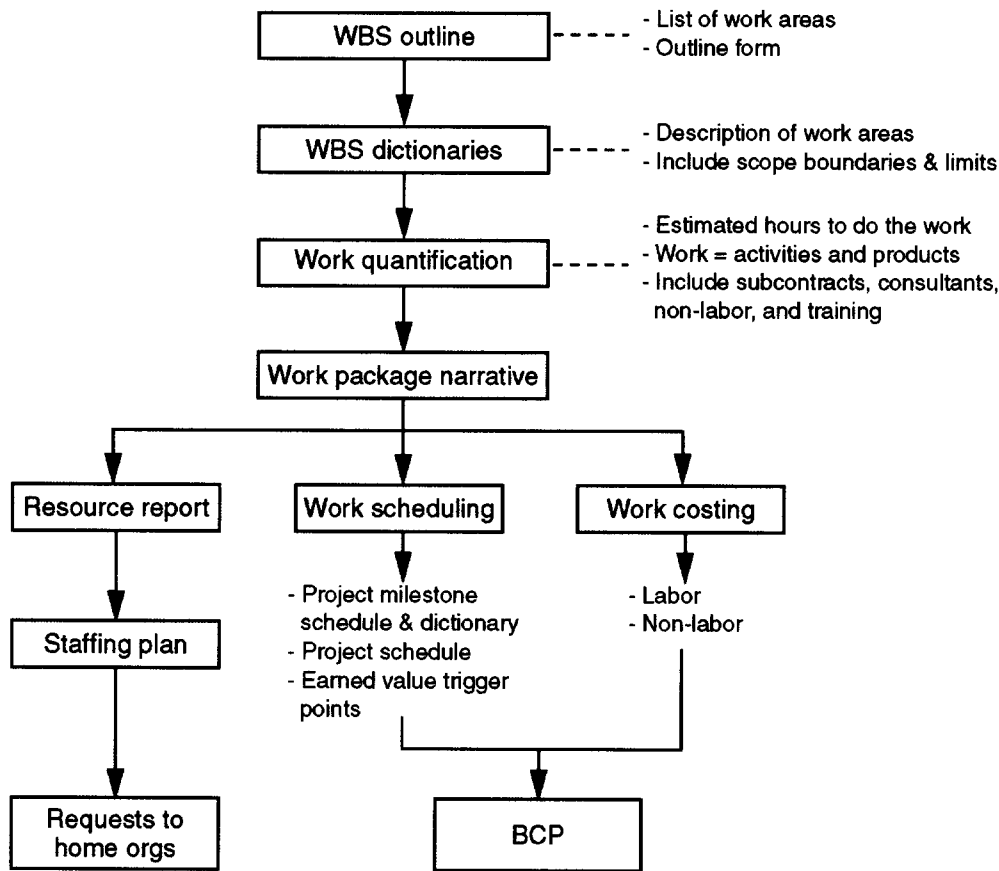 WBS outline
- List of work areas
- Outline form
WBS dictionaries
- Description of work areas
- Include scope boundaries & limits
Work quantification
- Estimated hours to do the work
- Work = activities and products
- Include subcontracts, consultants,
non-labor, and training
Work package narrative
Resource report
Work scheduling
Work costing
- Project milestone
schedule & dictionary
- Project schedule
- Earned value trigger
points
- Labor
- Non-labor
Staffing plan
Requests to
home orgs
BCP